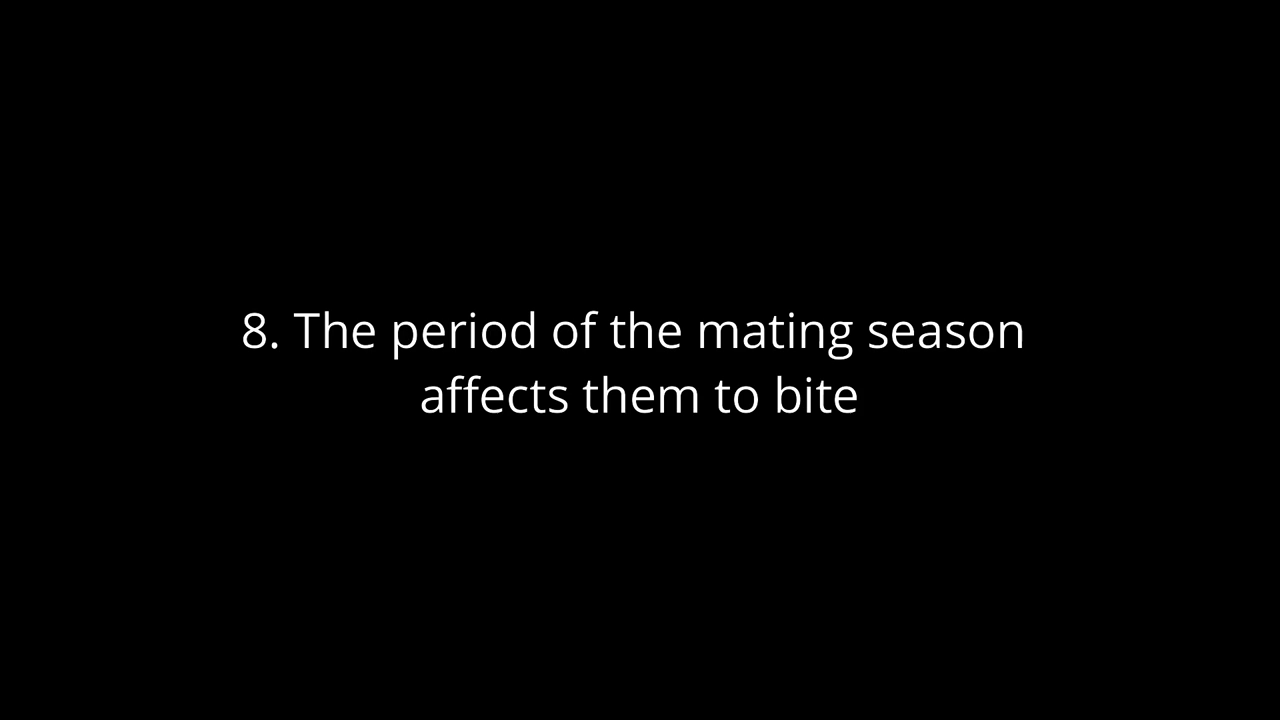 8. The period of the mating season
affects them to bite